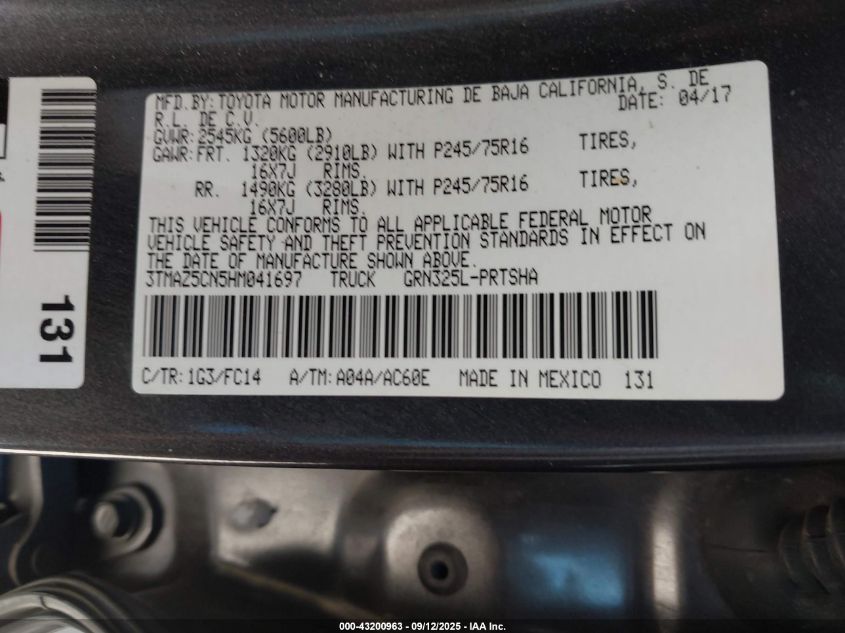 MFD.BY:TOYOTA MOTOR MANUFACTURING DE BAJA CALIFORNIA, S. DE
R.L. DE C.V. DATE: 04/17
GVWR:2545KG (5600LB)
GAWR:FRT. 1320KG (2910LB) WITH P245/75R16 TIRES,
16X7J RIMS.
RR. 1490KG (3280LB) WITH P245/75R16 TIRES,
16X7J RIMS.
THIS VEHICLE CONFORMS TO ALL APPLICABLE FEDERAL MOTOR
VEHICLE SAFETY AND THEFT PREVENTION STANDARDS IN EFFECT ON
THE DATE OF MANUFACTURE SHOWN ABOVE.
3TMAZ5CN5HM041697 TRUCK GRN325L-PRTSHA
C/TR:1G3/FC14 A/TM:A04A/AC60E MADE IN MEXICO 131
131
000-43200963 - 09/12/2025 - IAA Inc.